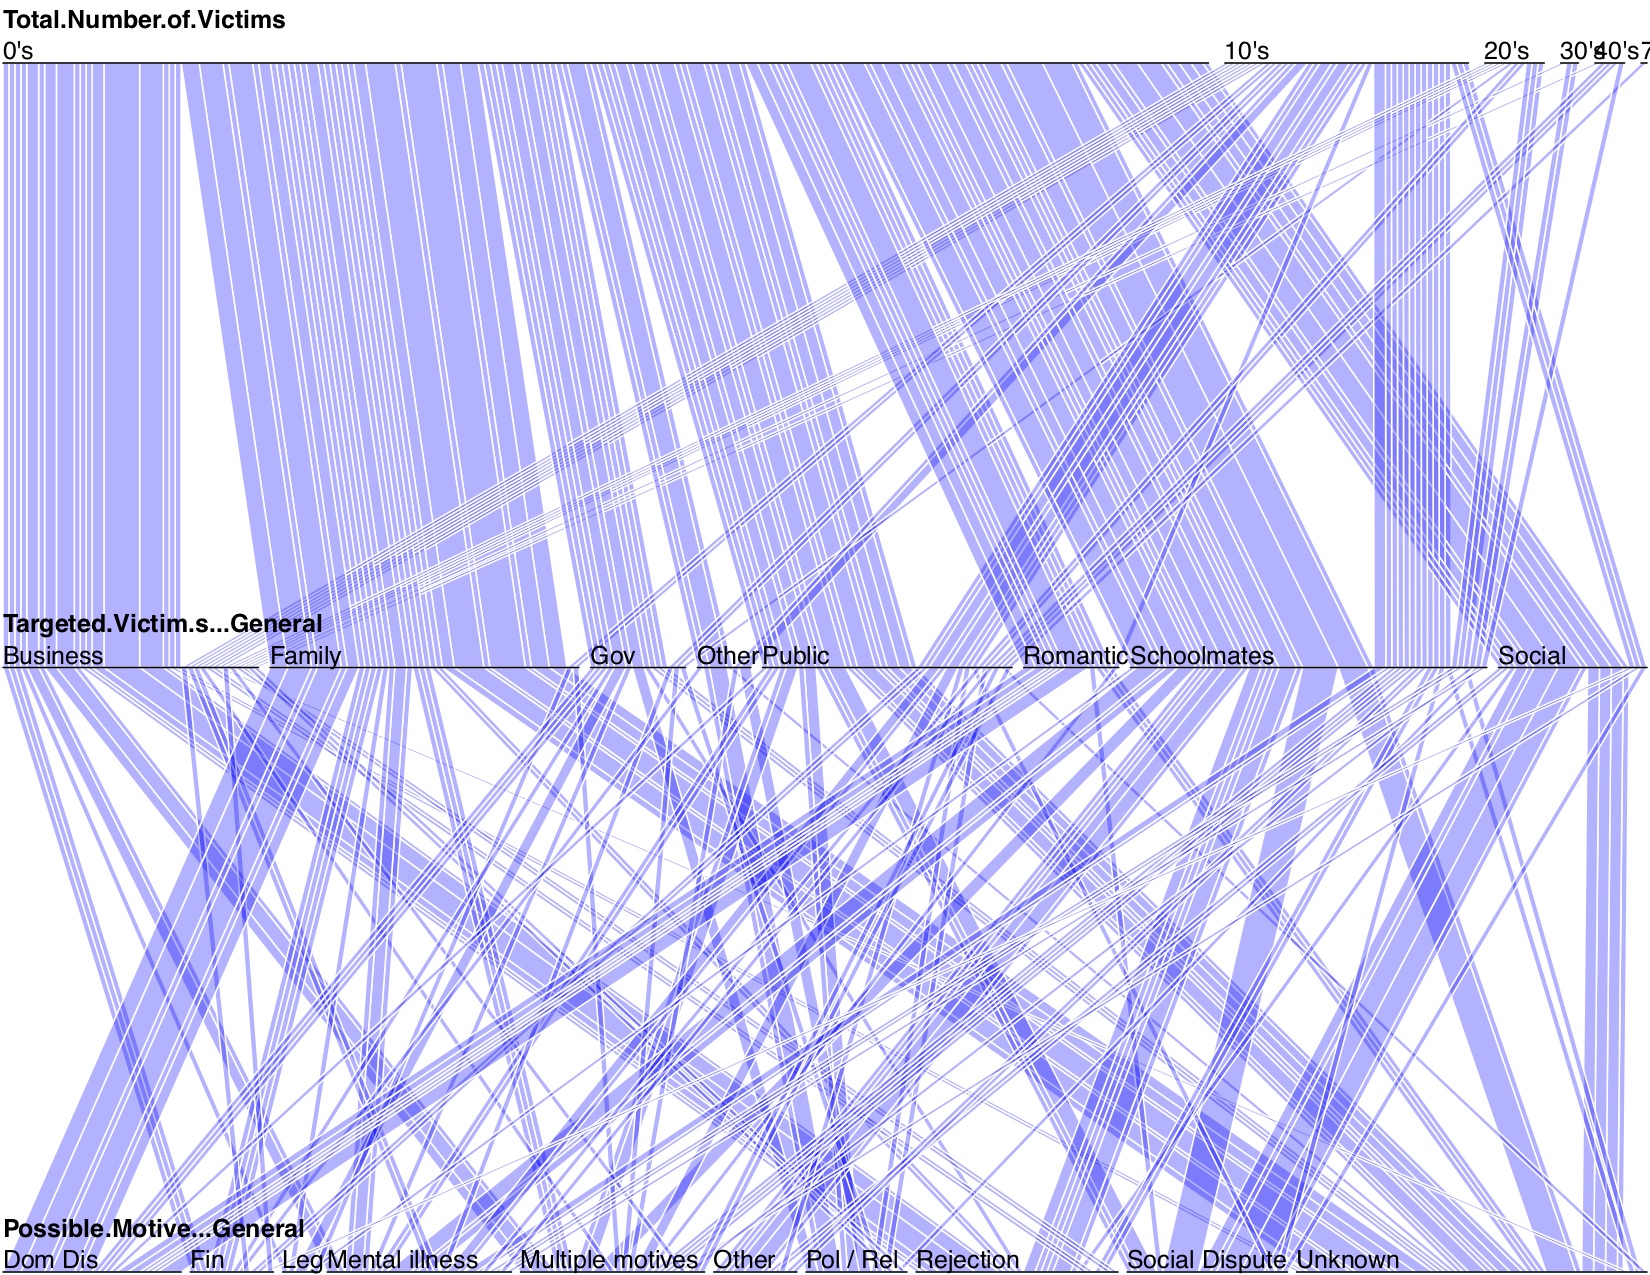 Total.Number.of.Victims
0's 10's 20's 30's 40's 7
Targeted.Victim.s...General
Business Family Gov Other Public Romantic Schoolmates Social
Possible.Motive...General
Dom Dis Fin Leg Mental illness Multiple motives Other Pol / Rel Rejection Social Dispute Unknown